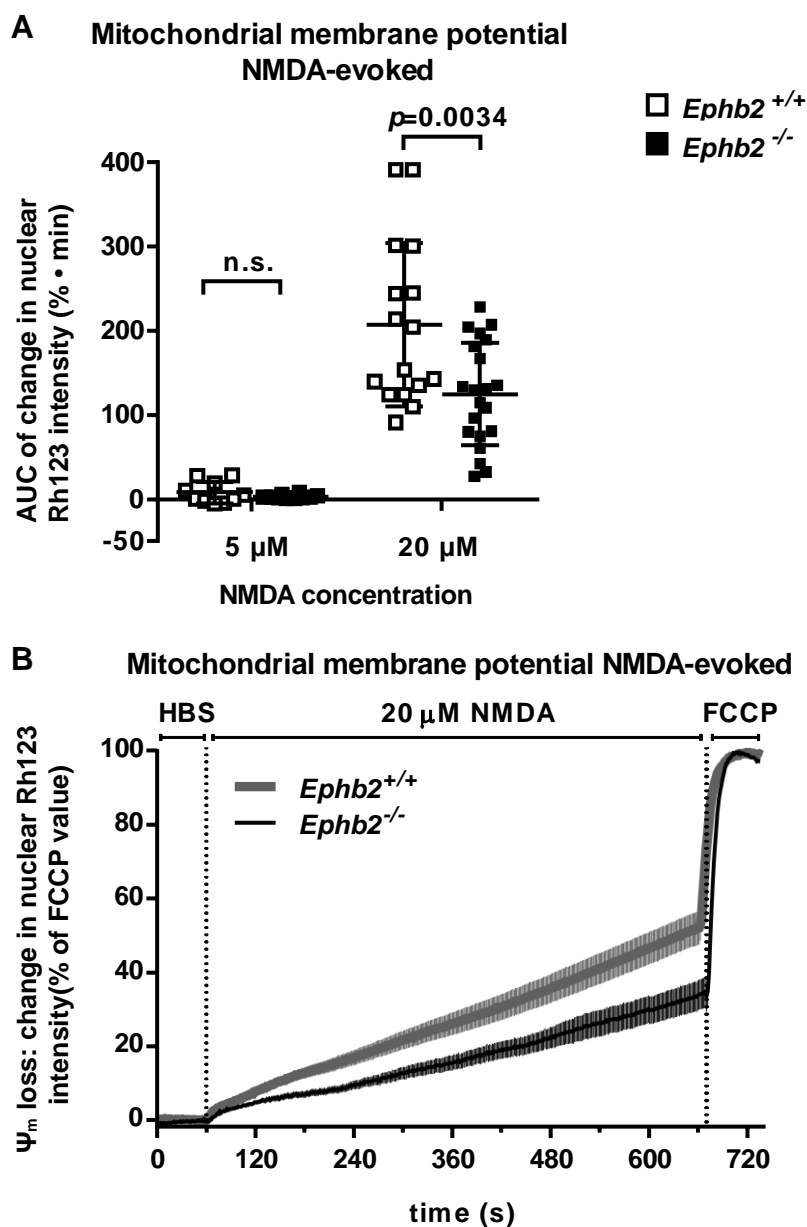 A
Mitochondrial membrane potential
NMDA-evoked
Ephb2 +/+
Ephb2 -/-
p=0.0034
n.s.
AUC of change in nuclear
Rh123 intensity (% • min)
400
300
200
100
0
-50
5 µM
20 µM
NMDA concentration
B
Mitochondrial membrane potential NMDA-evoked
HBS
20 µM NMDA
FCCP
Ephb2+/+
Ephb2-/-
Ψm loss: change in nuclear Rh123
intensity(% of FCCP value)
100
80
60
40
20
0
0
120
240
360
480
600
720
time (s)